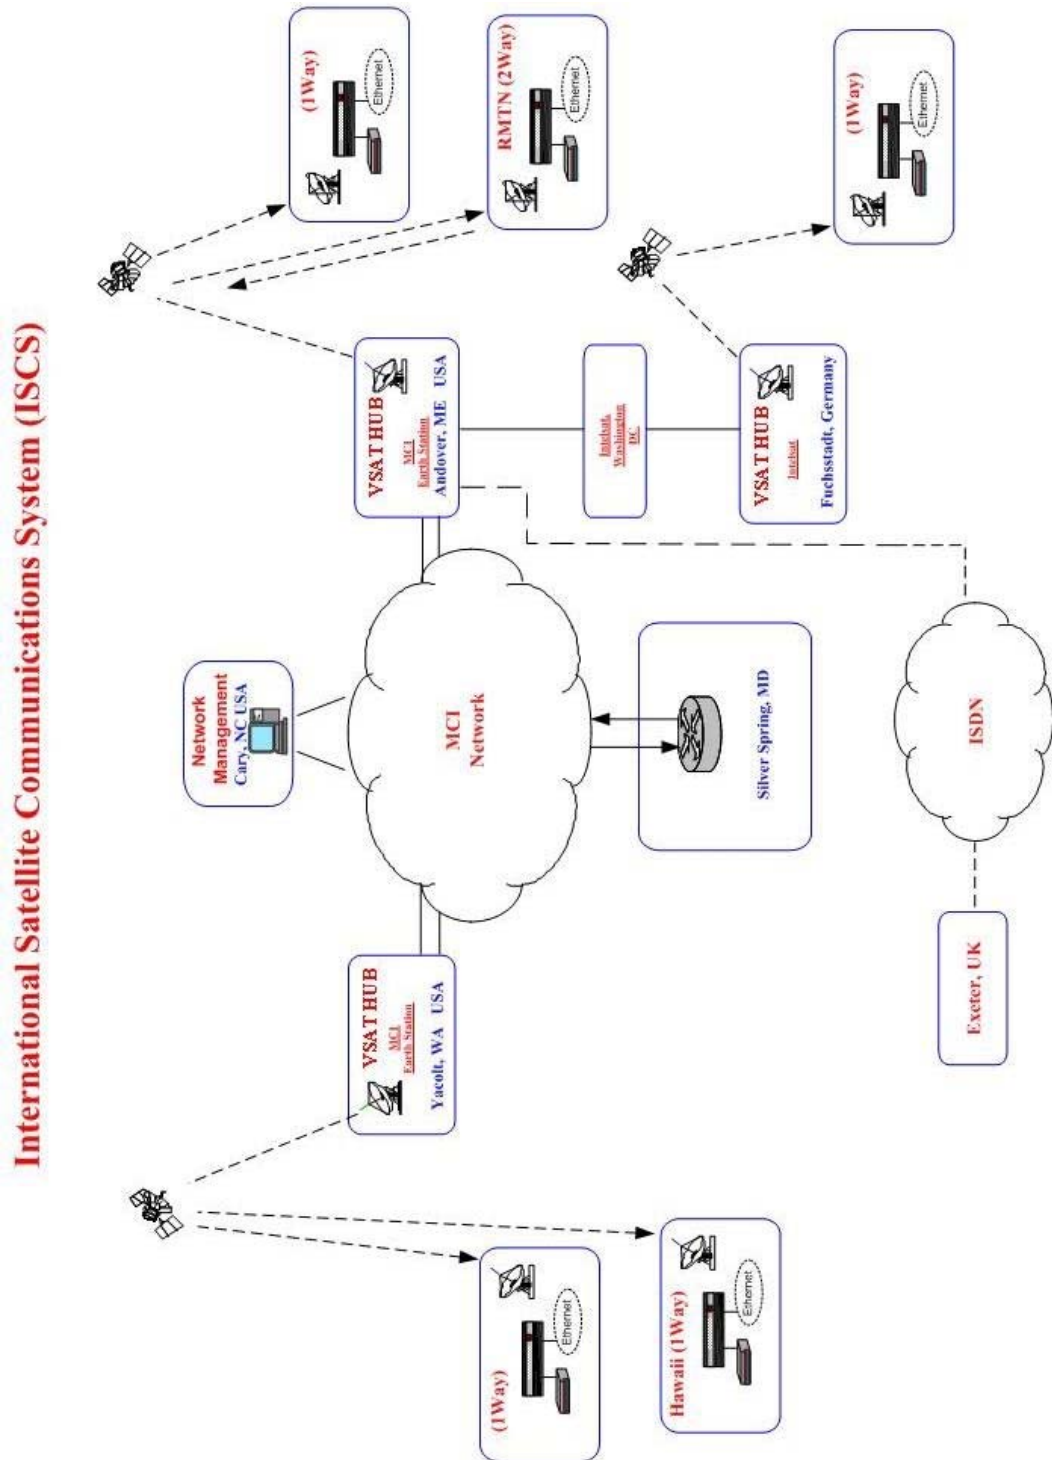 International Satellite Communications System (ISCS)
Network
Management
Cary, NC USA
VSAT HUB
MCI
Earth Station
Yacolt, WA USA
MCI
Network
VSAT HUB
MCI
Earth Station
Andover, ME USA
(1Way)
Ethernet
RMTN (2Way)
Ethernet
(1Way)
Ethernet
Hawaii (1Way)
Ethernet
Silver Spring, MD
Intelsat,
Washington
DC
VSAT HUB
Intelsat
Fuchsstadt, Germany
(1Way)
Ethernet
Exeter, UK
ISDN